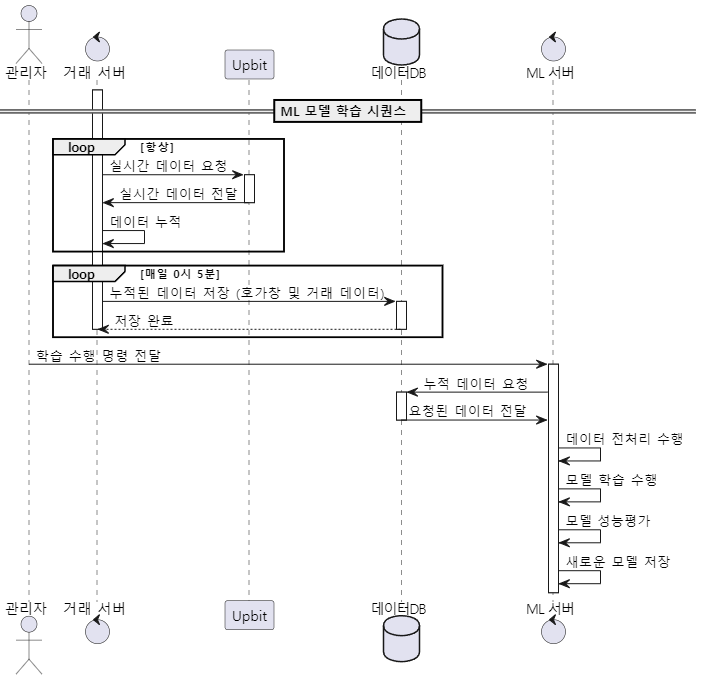 관리자
거래 서버
Upbit
데이터DB
ML 서버
ML 모델 학습 시퀀스
loop
[항상]
실시간 데이터 요청
실시간 데이터 전달
데이터 누적
loop
[매일 0시 5분]
누적된 데이터 저장 (호가창 및 거래 데이터)
저장 완료
학습 수행 명령 전달
누적 데이터 요청
요청된 데이터 전달
데이터 전처리 수행
모델 학습 수행
모델 성능평가
새로운 모델 저장
관리자
거래 서버
Upbit
데이터DB
ML 서버